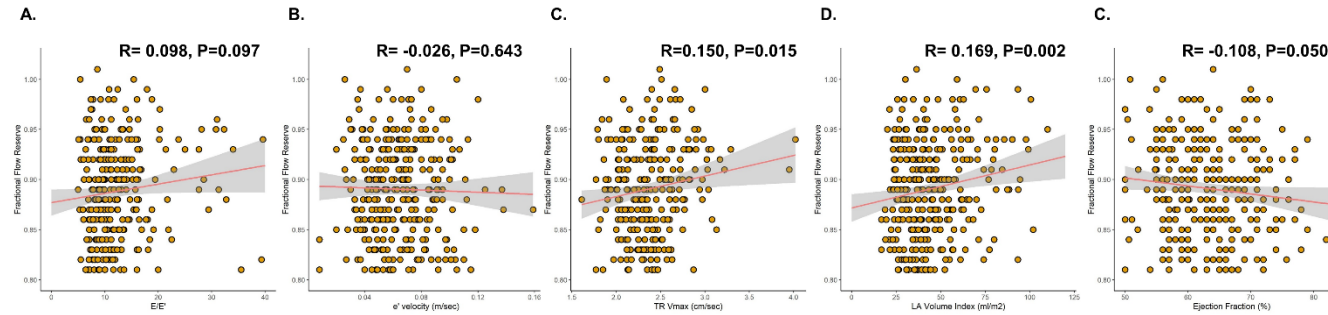 A.
R= 0.098, P=0.097
Fractional Flow Reserve
1.00
0.95
0.90
0.85
0.80
0
10
20
30
40
E/E'
B.
R= -0.026, P=0.643
Fractional Flow Reserve
1.00
0.95
0.90
0.85
0.80
0.04
0.08
0.12
0.16
e' velocity (m/sec)
C.
R=0.150, P=0.015
Fractional Flow Reserve
1.00
0.95
0.90
0.85
0.80
1.6
2.0
2.5
3.0
3.5
4.0
TR Vmax (cm/sec)
D.
R= 0.169, P=0.002
Fractional Flow Reserve
1.00
0.95
0.90
0.85
0.80
0
25
50
75
100
LA Volume Index (ml/m2)
C.
R= -0.108, P=0.050
Fractional Flow Reserve
1.00
0.95
0.90
0.85
0.80
50
60
70
80
Ejection Fraction (%)